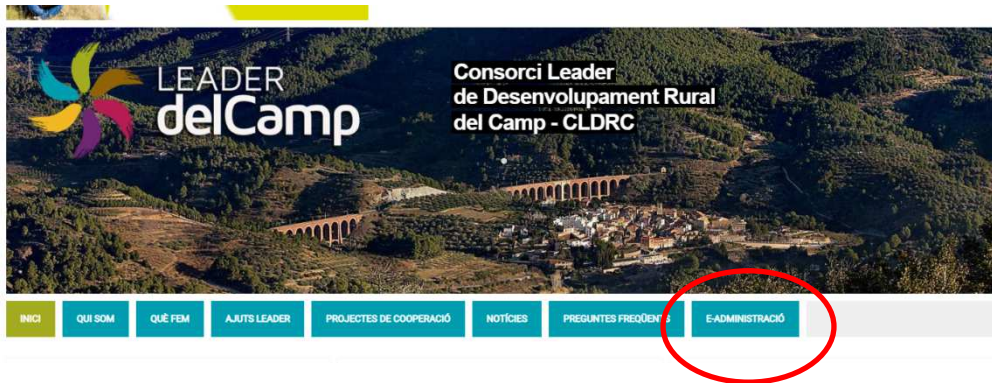 LEADER
delCamp
Consorci Leader
de Desenvolupament Rural
del Camp - CLDRC
INICI
QUI SOM
QUÈ FEM
AJUTS LEADER
PROJECTES DE COOPERACIÓ
NOTÍCIES
PREGUNTES FREQÜENTS
E-ADMINISTRACIÓ